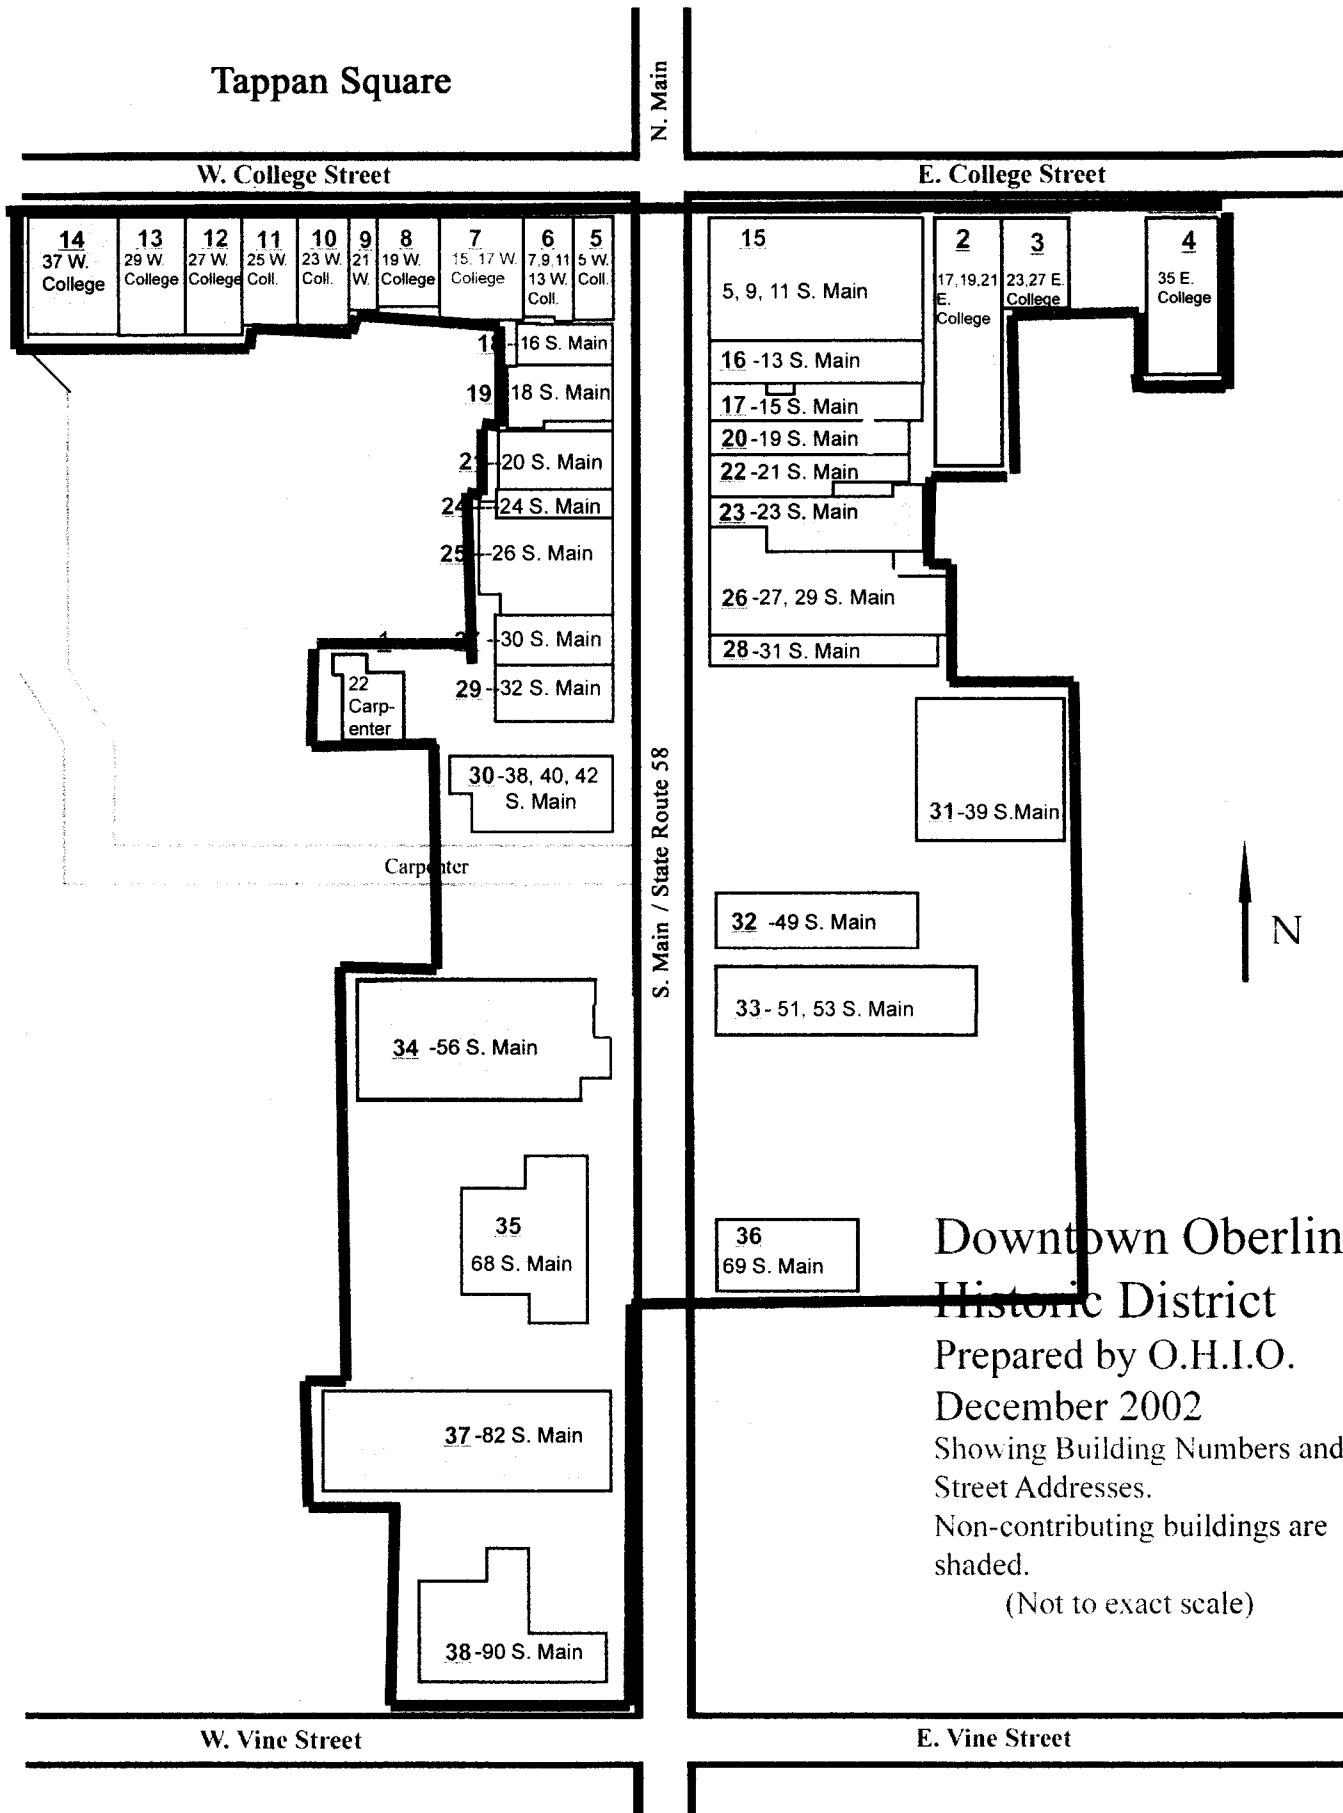 Tappan Square
N. Main
W. College Street
E. College Street
14
37 W.
College
13
29 W.
College
12
27 W.
College
11
25 W.
Coll.
10
23 W.
Coll.
9
21
W.
8
19 W.
College
7
15, 17 W.
College
6
7,9,11
13 W.
Coll.
5
5 W.
Coll.
15
5, 9, 11 S. Main
2
17,19,21
E.
College
3
23,27 E.
College
4
35 E.
College
18--16 S. Main
19 18 S. Main
21--20 S. Main
24---24 S. Main
25---26 S. Main
27--30 S. Main
29--32 S. Main
1
22
Carp-
enter
30-38, 40, 42
S. Main
Carpenter
16 -13 S. Main
17 -15 S. Main
20 -19 S. Main
22 -21 S. Main
23 -23 S. Main
26 -27, 29 S. Main
28 -31 S. Main
31 -39 S.Main
S. Main / State Route 58
32 -49 S. Main
33- 51, 53 S. Main
N
34 -56 S. Main
35
68 S. Main
36
69 S. Main
37 -82 S. Main
38 -90 S. Main
Downtown Oberlin
Historic District
Prepared by O.H.I.O.
December 2002
Showing Building Numbers and
Street Addresses.
Non-contributing buildings are
shaded.
(Not to exact scale)
W. Vine Street
E. Vine Street